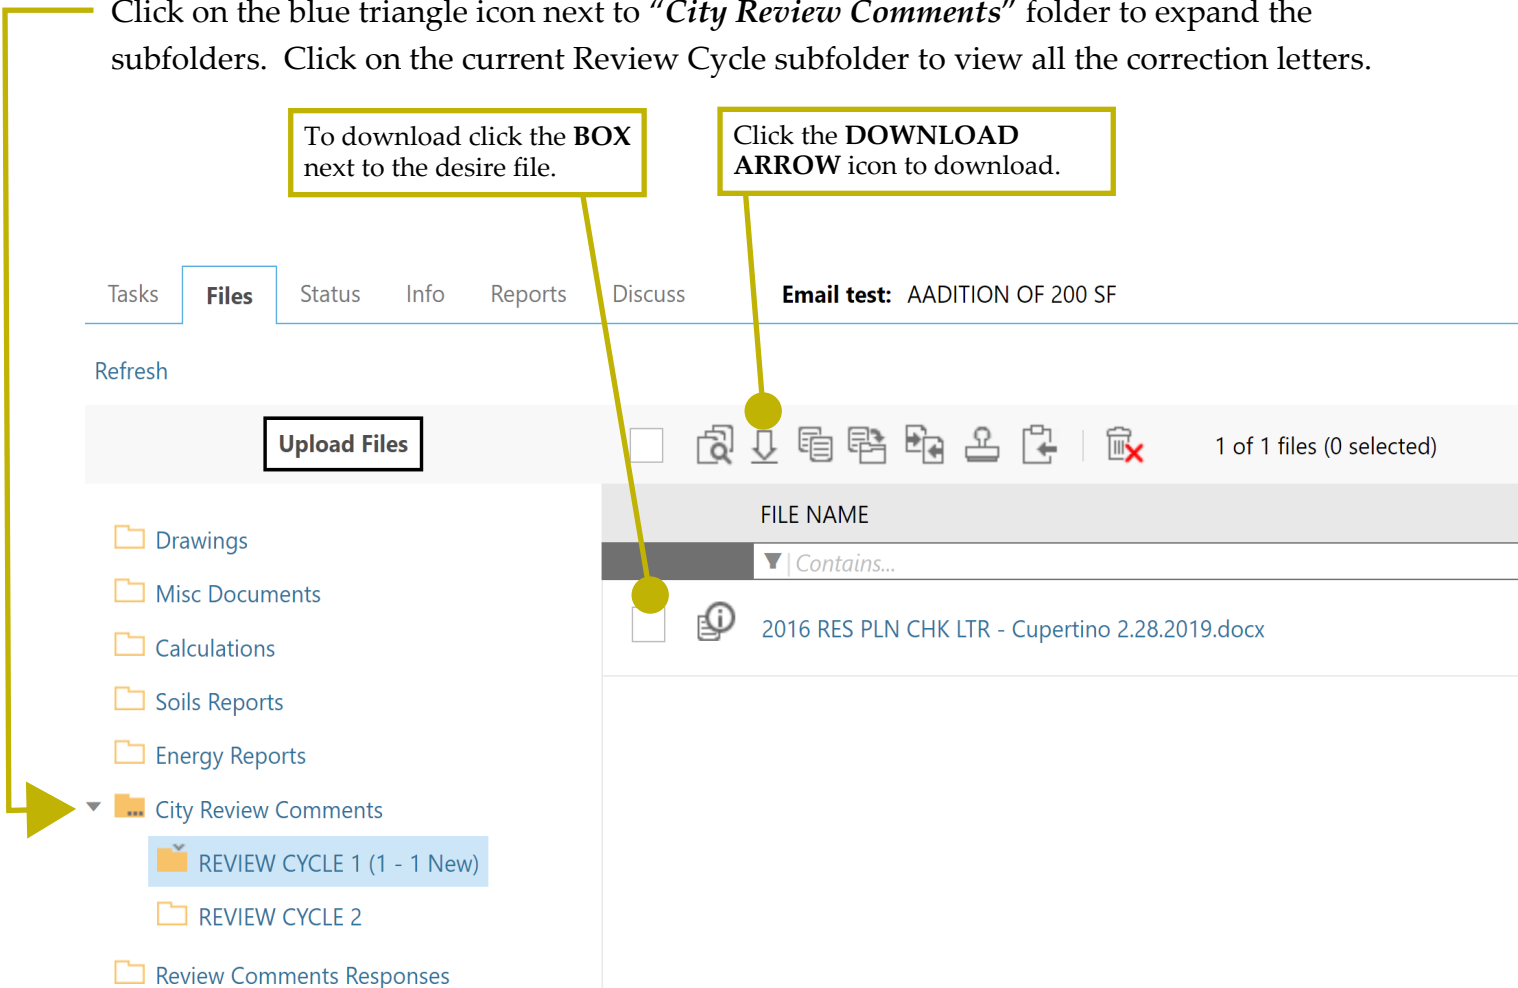 Click on the blue triangle icon next to “City Review Comments” folder to expand the
subfolders.  Click on the current Review Cycle subfolder to view all the correction letters.
To download click the BOX
next to the desire file.
Click the DOWNLOAD
ARROW icon to download.
Tasks Files Status Info Reports Discuss Email test: AADITION OF 200 SF
Refresh
Upload Files
1 of 1 files (0 selected)
FILE NAME
Contains...
2016 RES PLN CHK LTR - Cupertino 2.28.2019.docx
Drawings
Misc Documents
Calculations
Soils Reports
Energy Reports
City Review Comments
REVIEW CYCLE 1 (1 - 1 New)
REVIEW CYCLE 2
Review Comments Responses